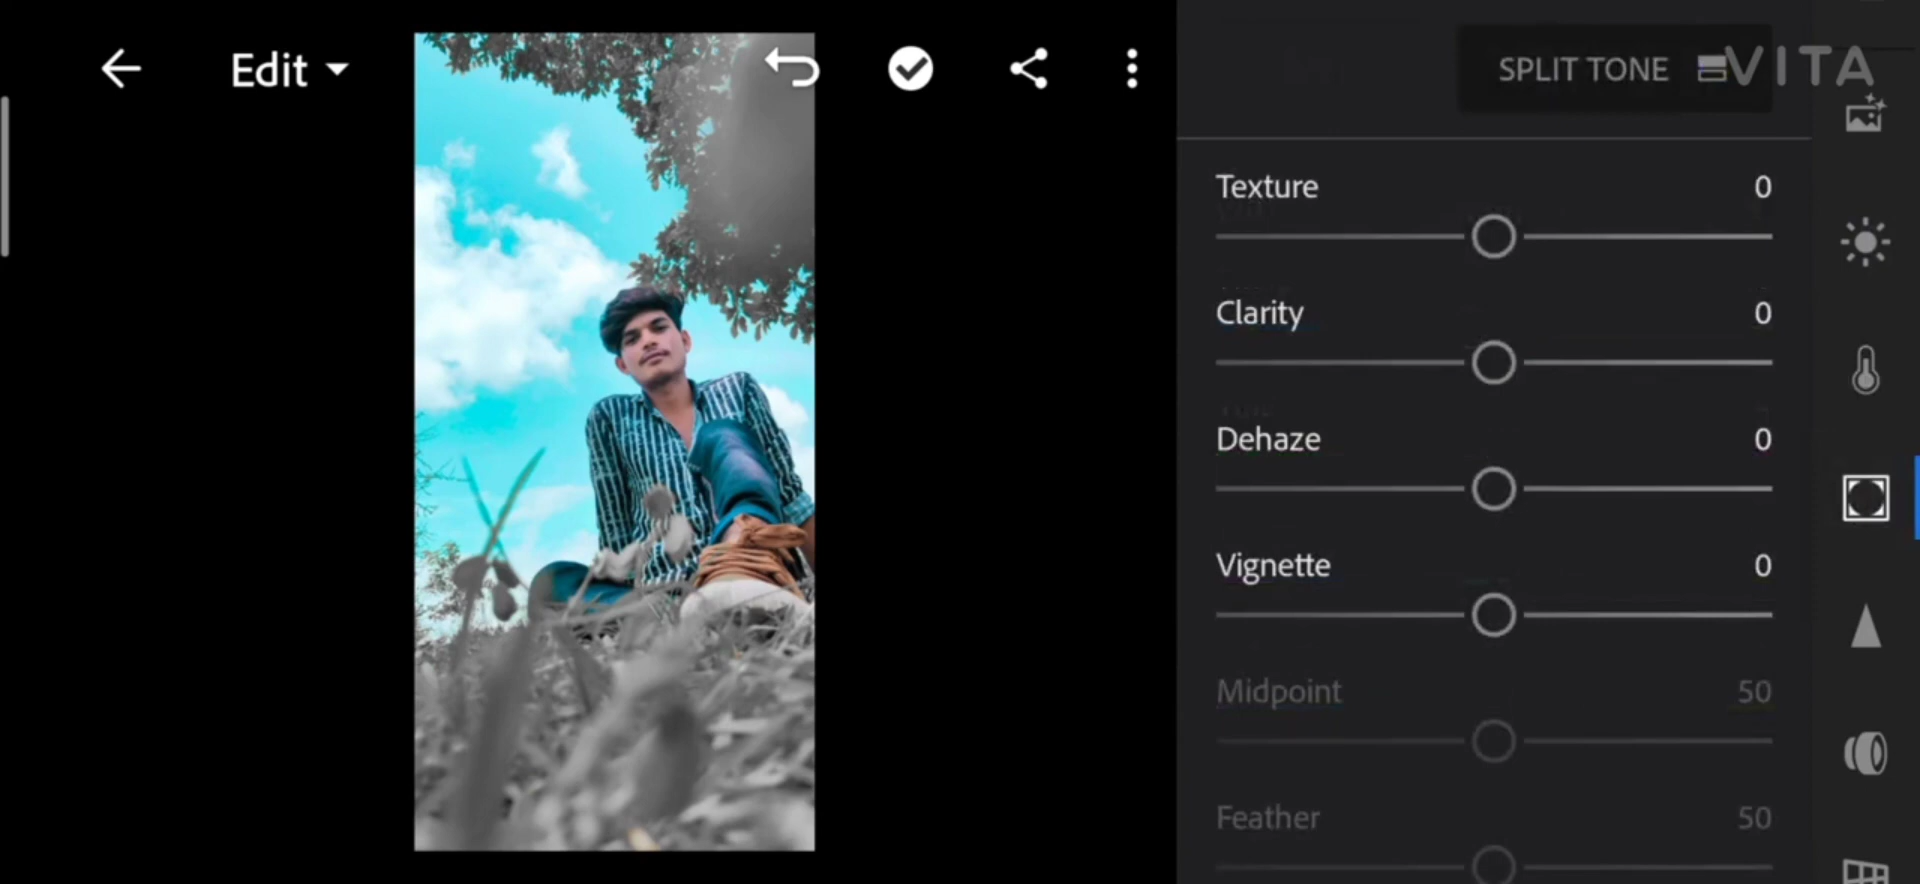 Edit
SPLIT TONE
VITA
Texture 0
Clarity 0
Dehaze 0
Vignette 0
Midpoint 50
Feather 50